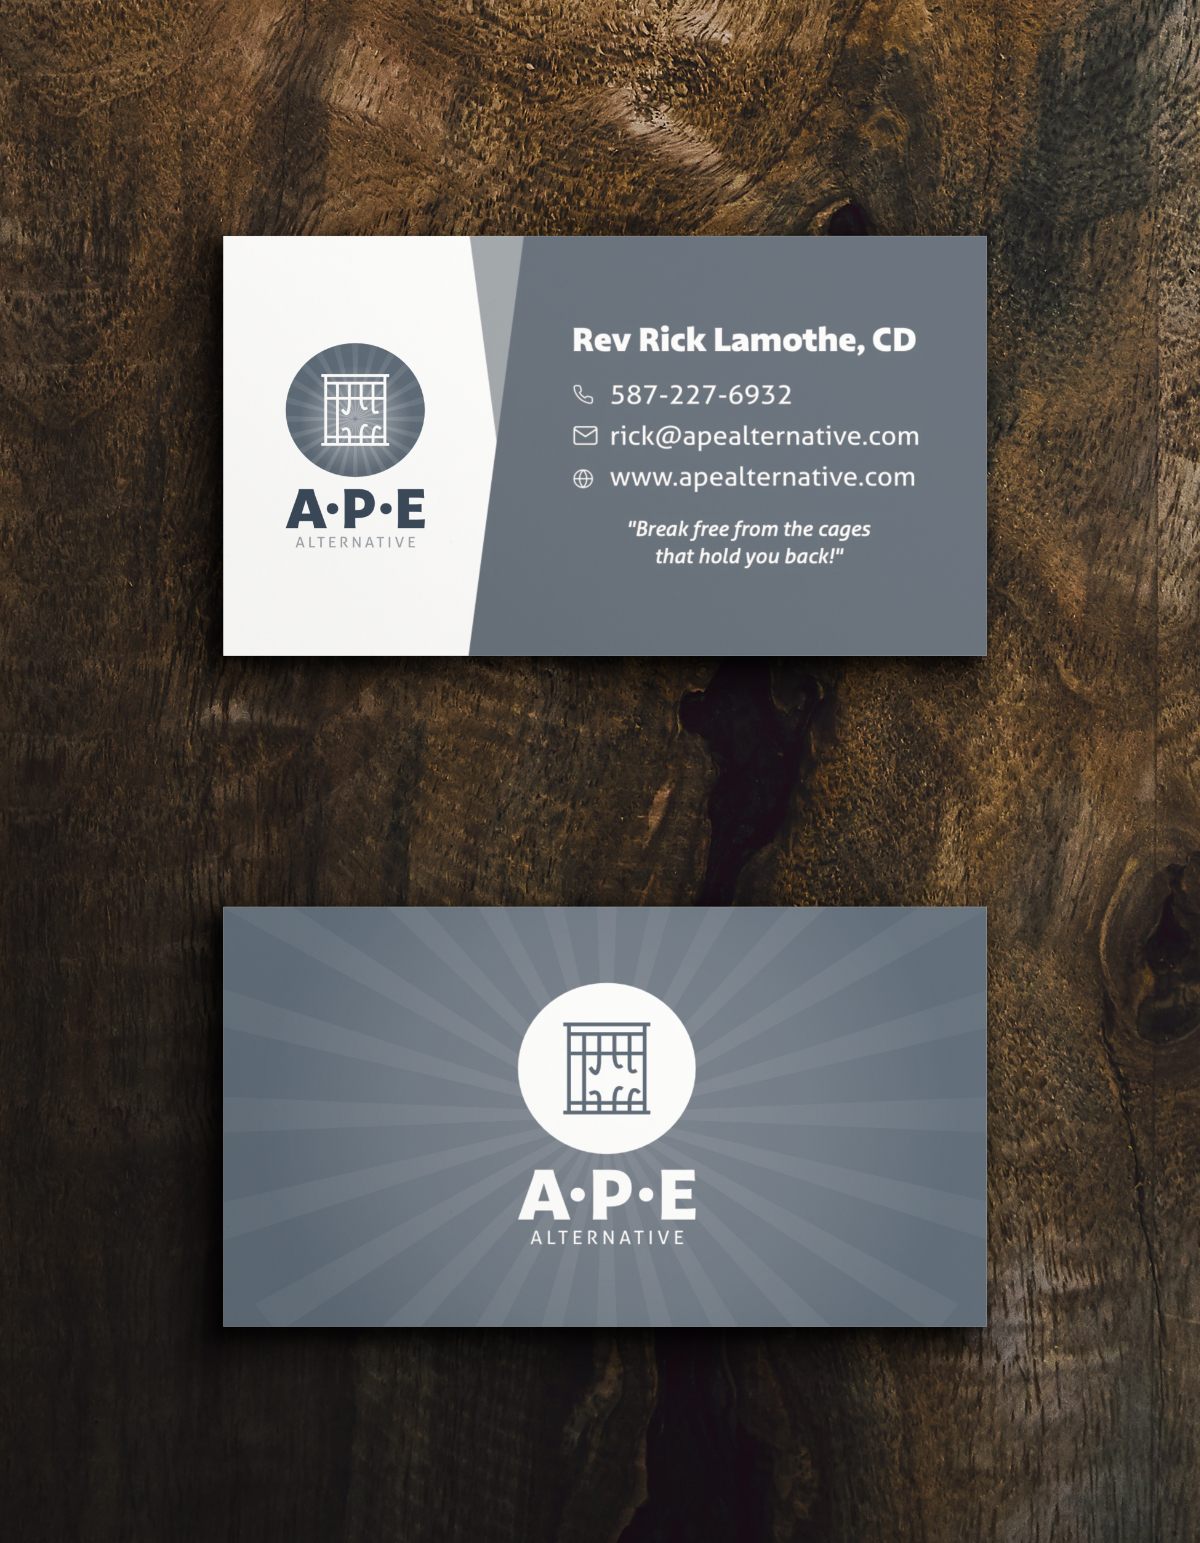 Rev Rick Lamothe, CD
587-227-6932
rick@apealternative.com
www.apealternative.com
"Break free from the cages
that hold you back!"
A·P·E
ALTERNATIVE
A·P·E
ALTERNATIVE